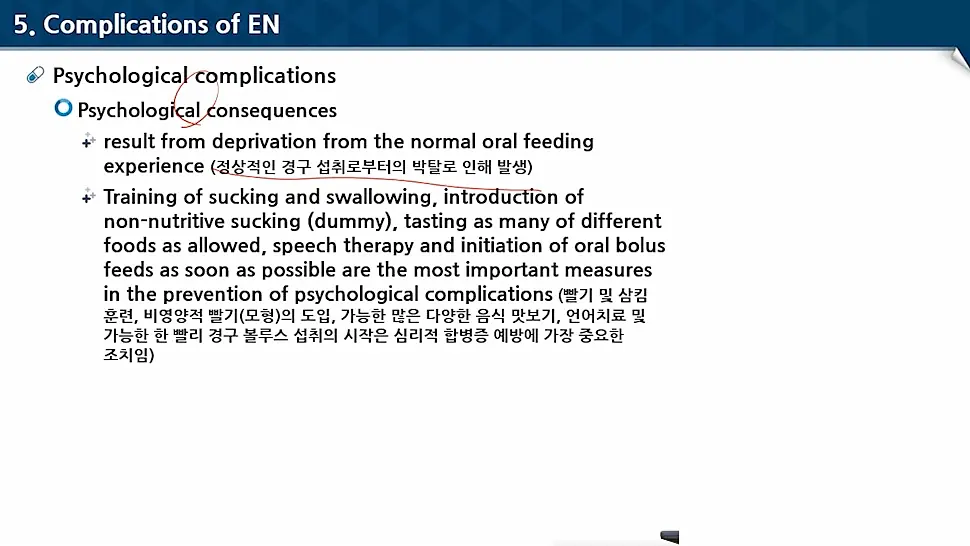 5. Complications of EN
Psychological complications
Psychological consequences
result from deprivation from the normal oral feeding
experience (정상적인 경구 섭취로부터의 박탈로 인해 발생)
Training of sucking and swallowing, introduction of
non-nutritive sucking (dummy), tasting as many of different
foods as allowed, speech therapy and initiation of oral bolus
feeds as soon as possible are the most important measures
in the prevention of psychological complications (빨기 및 삼킴
훈련, 비영양적 빨기(모형)의 도입, 가능한 많은 다양한 음식 맛보기, 언어치료 및
가능한 한 빨리 경구 볼루스 섭취의 시작은 심리적 합병증 예방에 가장 중요한
조치임)